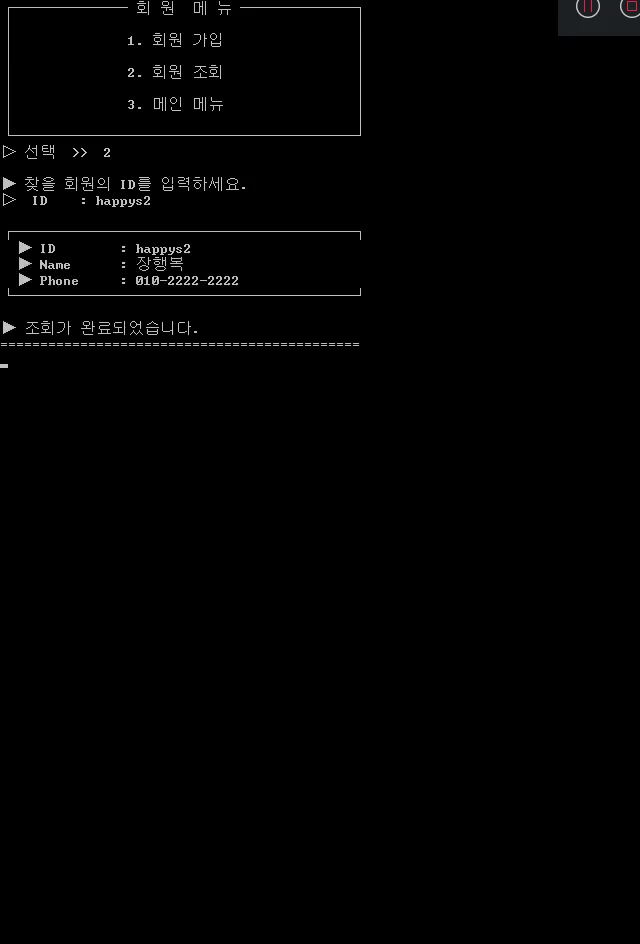 회 원 메 뉴
1. 회원 가입
2. 회원 조회
3. 메인 메뉴
▷ 선택 >> 2
▶ 찾을 회원의 ID를 입력하세요.
▷ ID : happys2
▶ ID : happys2
▶ Name : 장행복
▶ Phone : 010-2222-2222
▶ 조회가 완료되었습니다.
=============================================